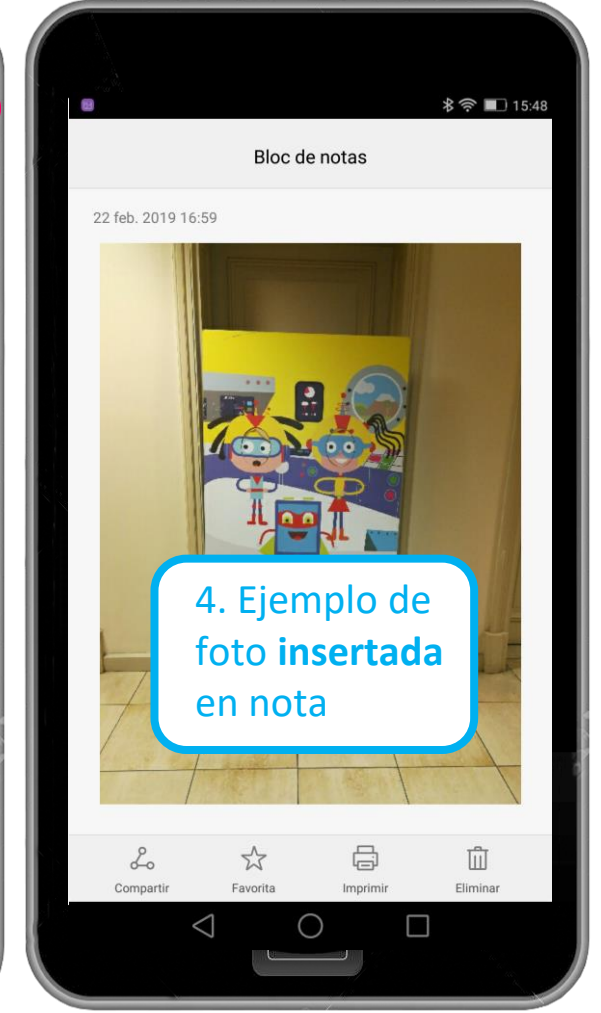 15:48
Bloc de notas
22 feb. 2019 16:59
4. Ejemplo de
foto insertada
en nota
Compartir
Favorita
Imprimir
Eliminar